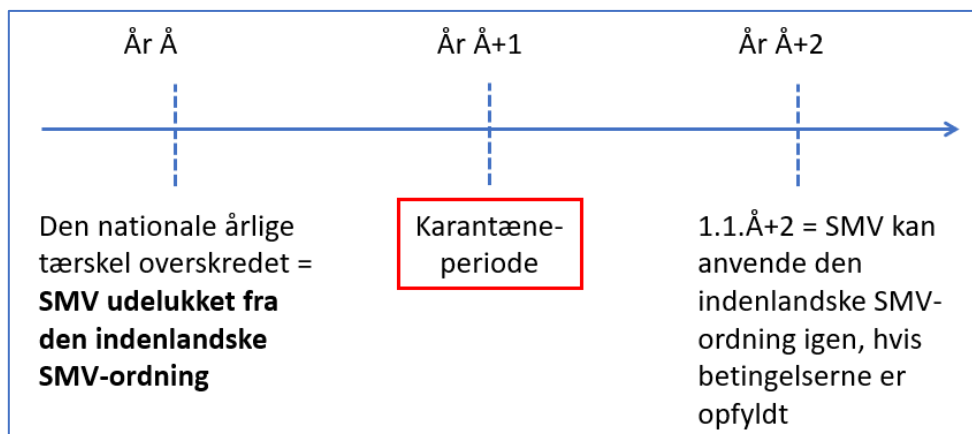 År Å
År Å+1
År Å+2
Den nationale årlige
tærskel overskredet =
SMV udelukket fra
den indenlandske
SMV-ordning
Karantæne-
periode
1.1.Å+2 = SMV kan
anvende den
indenlandske SMV-
ordning igen, hvis
betingelserne er
opfyldt